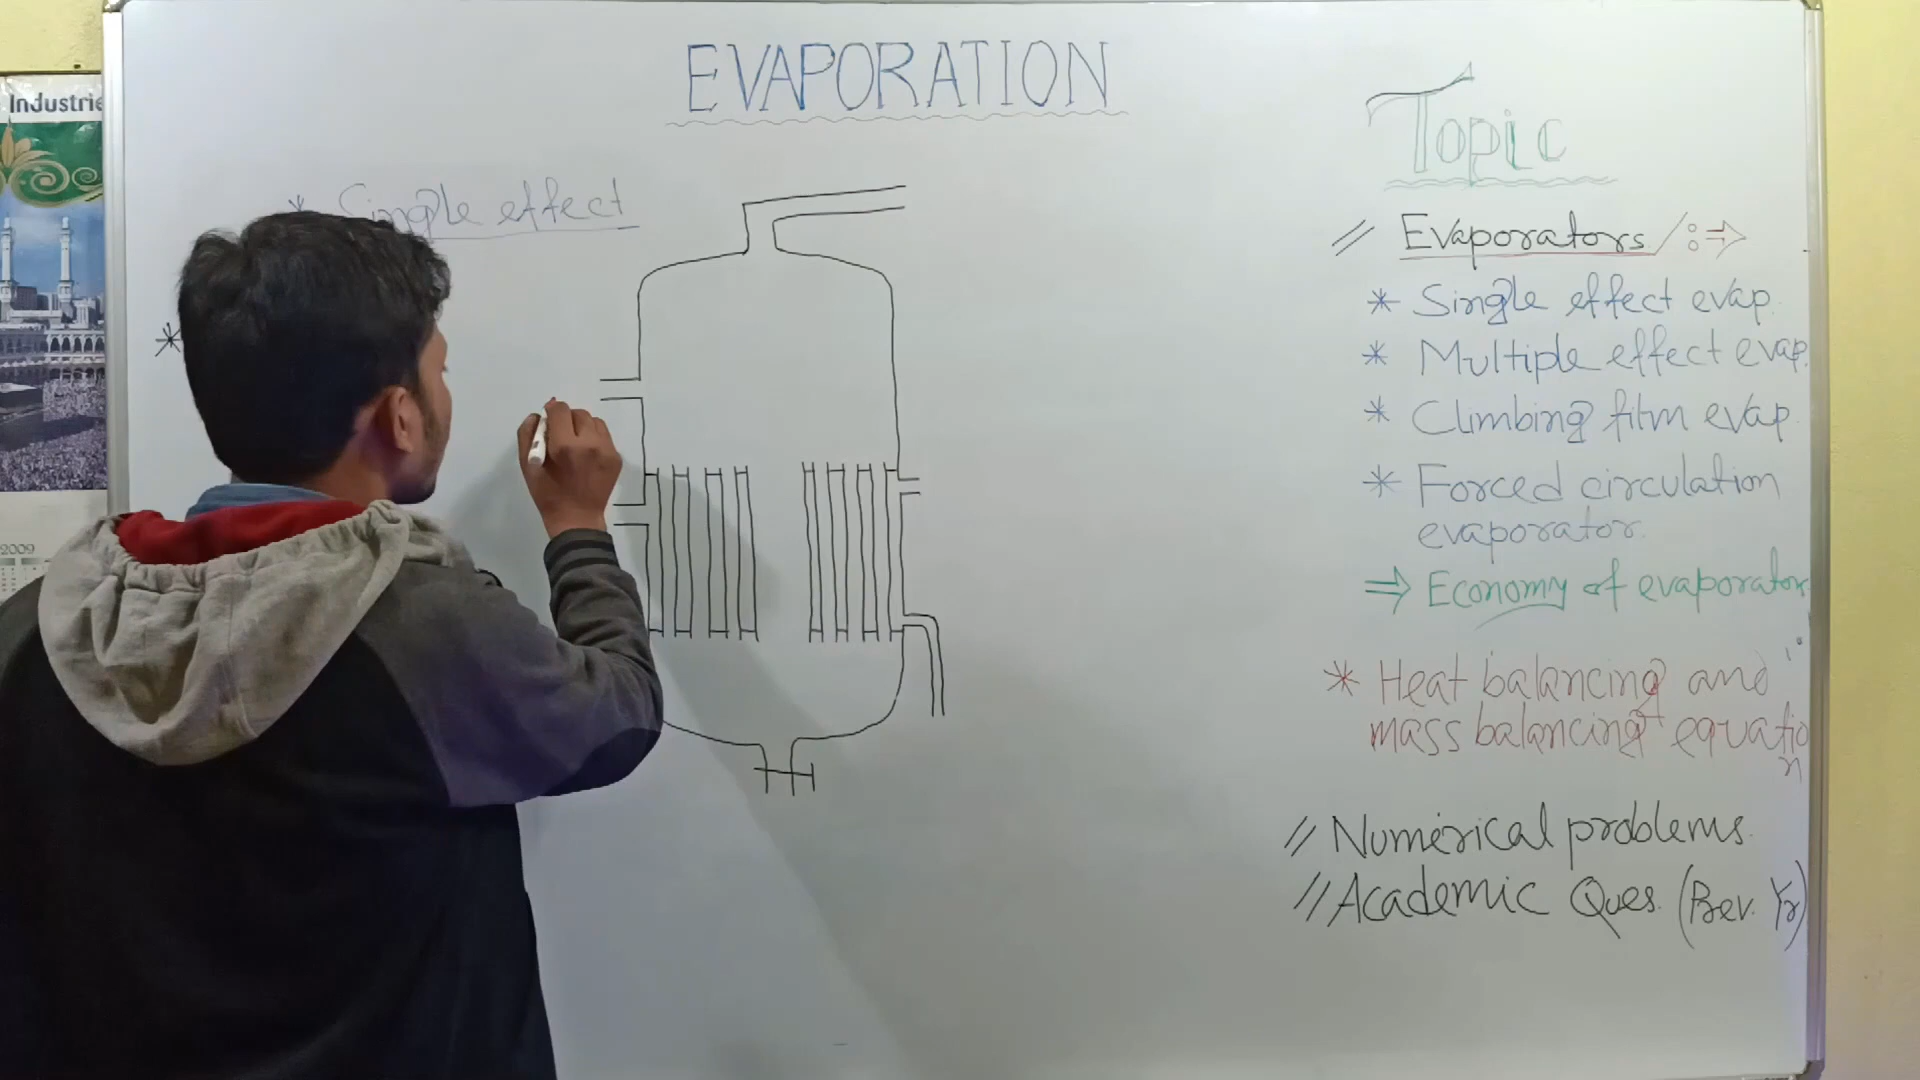 Industrie
EVAPORATION
* Single effect
*
2009
Topic
// Evaporators /:⇒
* Single effect evap.
* Multiple effect evap.
* Climbing film evap.
* Forced circulation
evaporator.
⇒ Economy of evaporator
* Heat balancing and
mass balancing equatio
n
// Numerical problems.
// Academic Ques. (Prev. Yr)